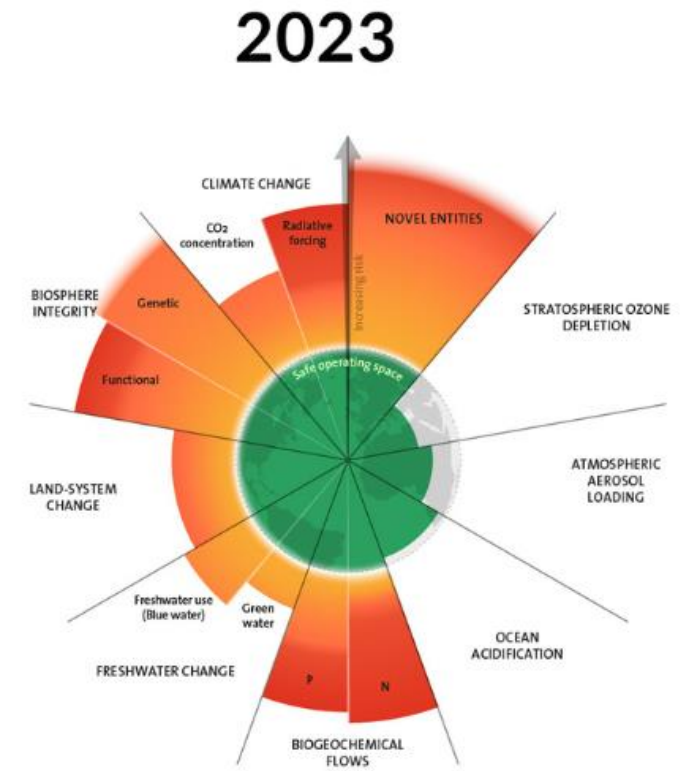 2023
CLIMATE CHANGE
CO2
concentration
Radiative
forcing
NOVEL ENTITIES
Increasing risk
BIOSPHERE
INTEGRITY
Genetic
Functional
STRATOSPHERIC OZONE
DEPLETION
Safe operating space
LAND-SYSTEM
CHANGE
ATMOSPHERIC
AEROSOL
LOADING
Freshwater use
(Blue water)
Green
water
FRESHWATER CHANGE
OCEAN
ACIDIFICATION
P
N
BIOGEOCHEMICAL
FLOWS